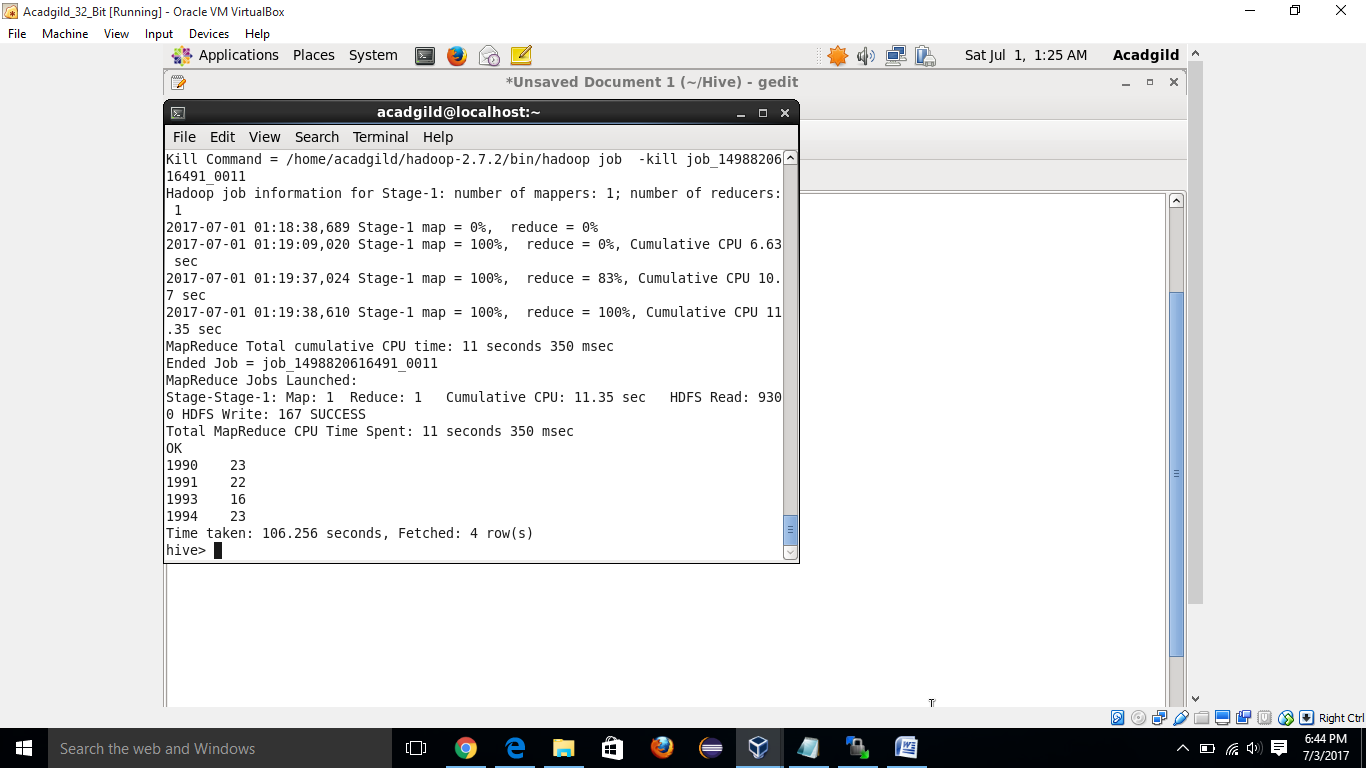 Acadgild_32_Bit [Running] - Oracle VM VirtualBox
File Machine View Input Devices Help
Applications Places System Sat Jul 1, 1:25 AM Acadgild
*Unsaved Document 1 (~/Hive) - gedit
acadgild@localhost:~
File Edit View Search Terminal Help
Kill Command = /home/acadgild/hadoop-2.7.2/bin/hadoop job  -kill job_14988206
16491_0011
Hadoop job information for Stage-1: number of mappers: 1; number of reducers:
 1
2017-07-01 01:18:38,689 Stage-1 map = 0%,  reduce = 0%
2017-07-01 01:19:09,020 Stage-1 map = 100%,  reduce = 0%, Cumulative CPU 6.63
 sec
2017-07-01 01:19:37,024 Stage-1 map = 100%,  reduce = 83%, Cumulative CPU 10.
7 sec
2017-07-01 01:19:38,610 Stage-1 map = 100%,  reduce = 100%, Cumulative CPU 11
.35 sec
MapReduce Total cumulative CPU time: 11 seconds 350 msec
Ended Job = job_1498820616491_0011
MapReduce Jobs Launched:
Stage-Stage-1: Map: 1  Reduce: 1   Cumulative CPU: 11.35 sec   HDFS Read: 930
0 HDFS Write: 167 SUCCESS
Total MapReduce CPU Time Spent: 11 seconds 350 msec
OK
1990    23
1991    22
1993    16
1994    23
Time taken: 106.256 seconds, Fetched: 4 row(s)
hive>
Right Ctrl
Search the web and Windows
6:44 PM
7/3/2017